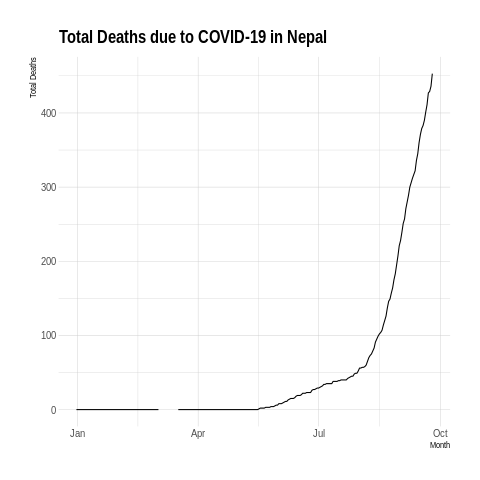 Total Deaths due to COVID-19 in Nepal
Total Deaths
400
300
200
100
0
Jan Apr Jul Oct
Month